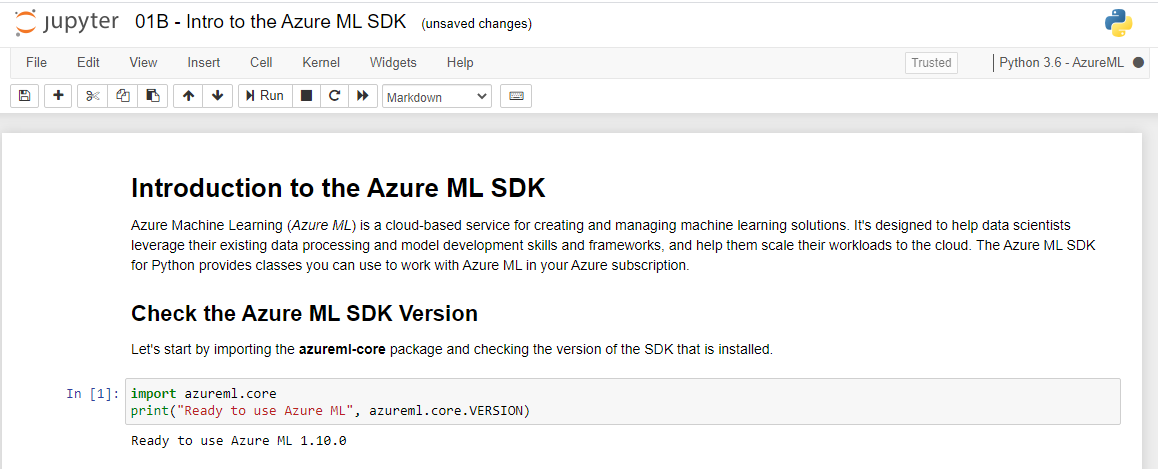 jupyter 01B - Intro to the Azure ML SDK (unsaved changes)
File Edit View Insert Cell Kernel Widgets Help Trusted Python 3.6 - AzureML
Run Markdown
Introduction to the Azure ML SDK
Azure Machine Learning (Azure ML) is a cloud-based service for creating and managing machine learning solutions. It's designed to help data scientists
leverage their existing data processing and model development skills and frameworks, and help them scale their workloads to the cloud. The Azure ML SDK
for Python provides classes you can use to work with Azure ML in your Azure subscription.
Check the Azure ML SDK Version
Let's start by importing the azureml-core package and checking the version of the SDK that is installed.
In [1]: import azureml.core
print("Ready to use Azure ML", azureml.core.VERSION)
Ready to use Azure ML 1.10.0